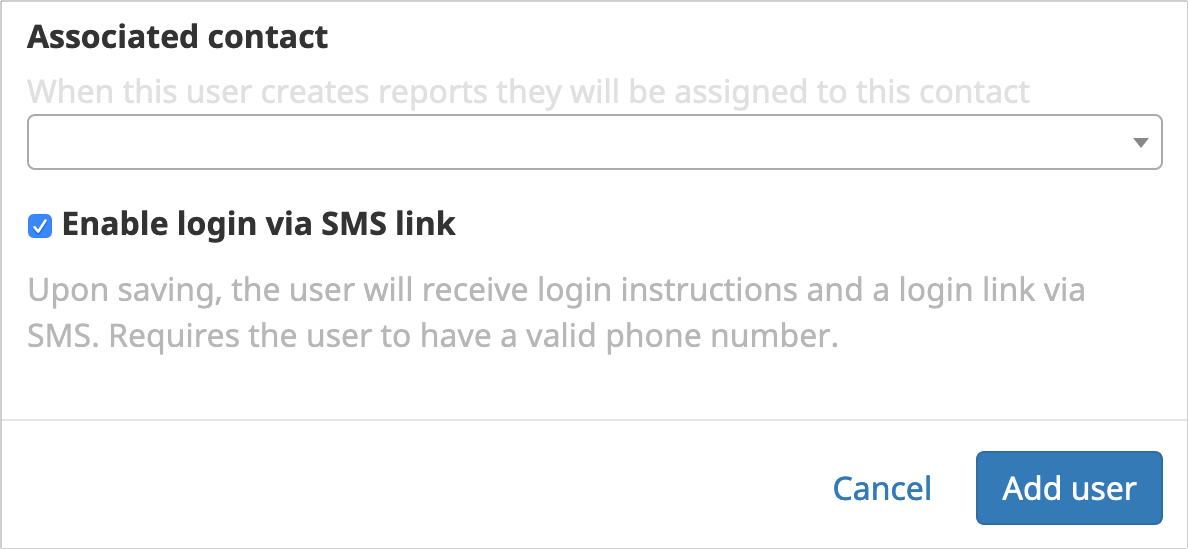 Associated contact
When this user creates reports they will be assigned to this contact
Enable login via SMS link
Upon saving, the user will receive login instructions and a login link via
SMS. Requires the user to have a valid phone number.
Cancel
Add user